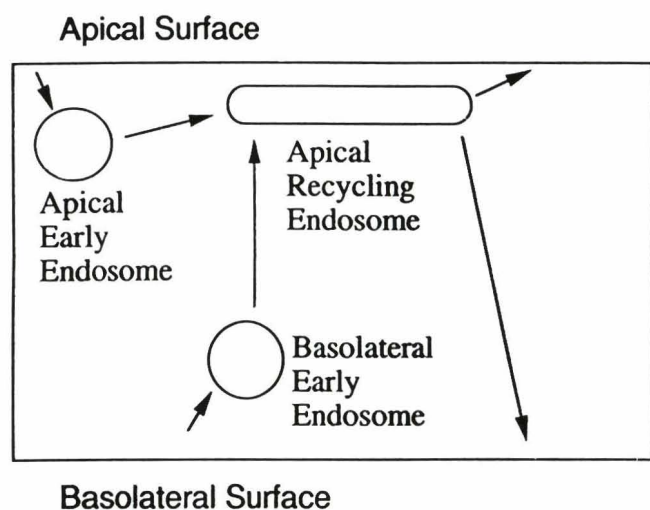 Apical Surface
Apical
Early
Endosome
Apical
Recycling
Endosome
Basolateral
Early
Endosome
Basolateral Surface